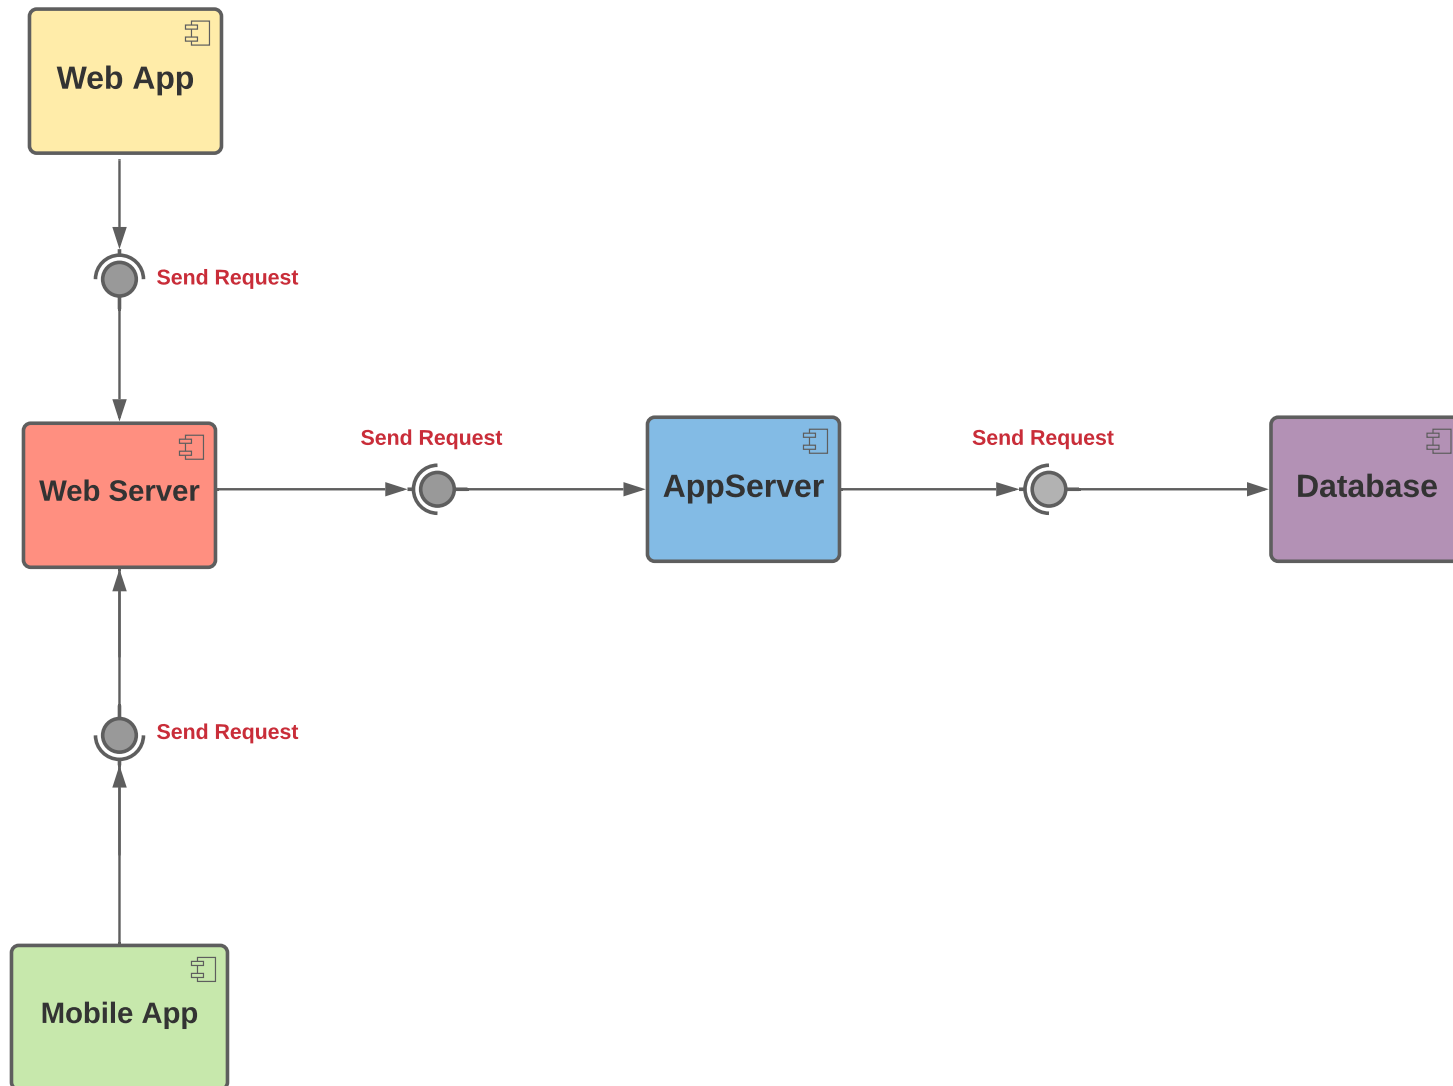 Web App
Send Request
Send Request
Send Request
Web Server
AppServer
Database
Send Request
Mobile App